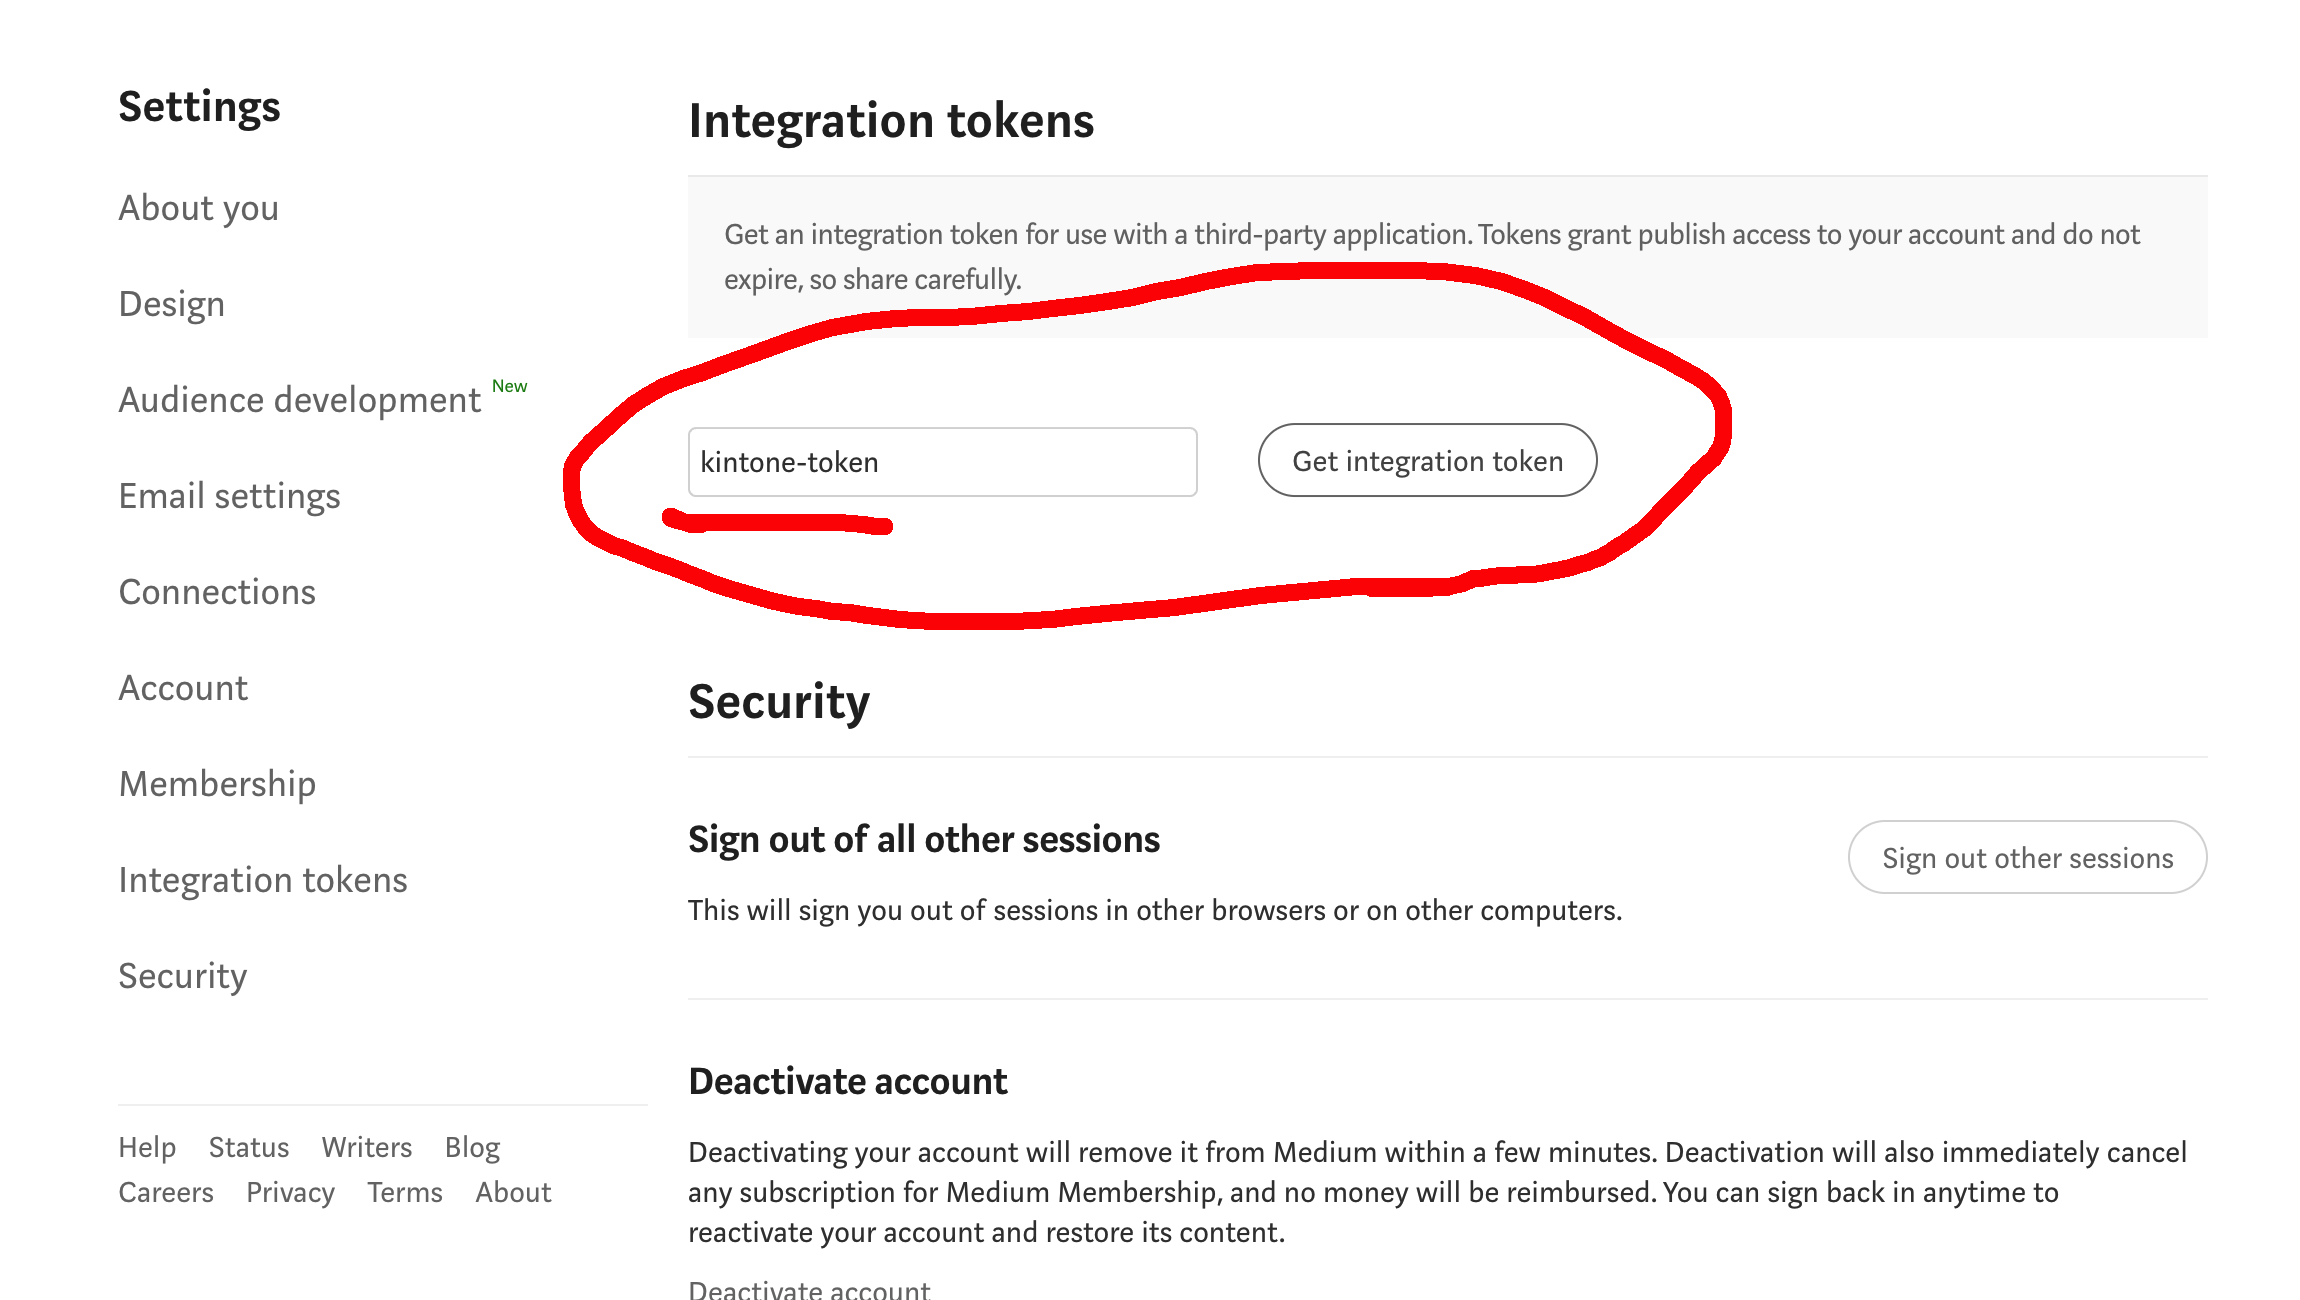 Settings
About you
Design
Audience development New
Email settings
Connections
Account
Membership
Integration tokens
Security
Help Status Writers Blog
Careers Privacy Terms About
Integration tokens
Get an integration token for use with a third-party application. Tokens grant publish access to your account and do not
expire, so share carefully.
kintone-token
Get integration token
Security
Sign out of all other sessions
Sign out other sessions
This will sign you out of sessions in other browsers or on other computers.
Deactivate account
Deactivating your account will remove it from Medium within a few minutes. Deactivation will also immediately cancel
any subscription for Medium Membership, and no money will be reimbursed. You can sign back in anytime to
reactivate your account and restore its content.
Deactivate account